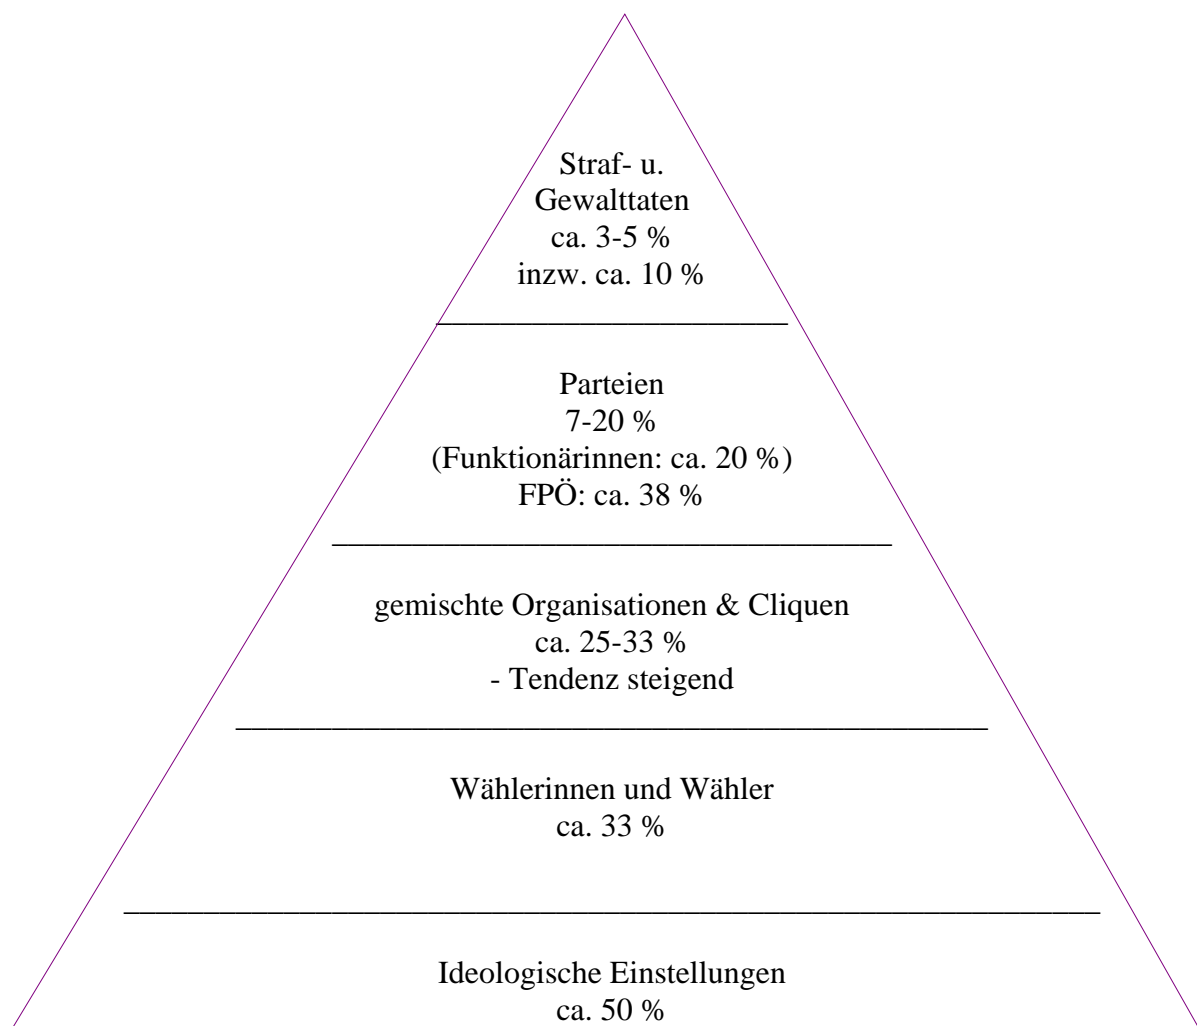 Straf- u.
Gewalttaten
ca. 3-5 %
inzw. ca. 10 %
Parteien
7-20 %
(Funktionärinnen: ca. 20 %)
FPÖ: ca. 38 %
gemischte Organisationen & Cliquen
ca. 25-33 %
- Tendenz steigend
Wählerinnen und Wähler
ca. 33 %
Ideologische Einstellungen
ca. 50 %